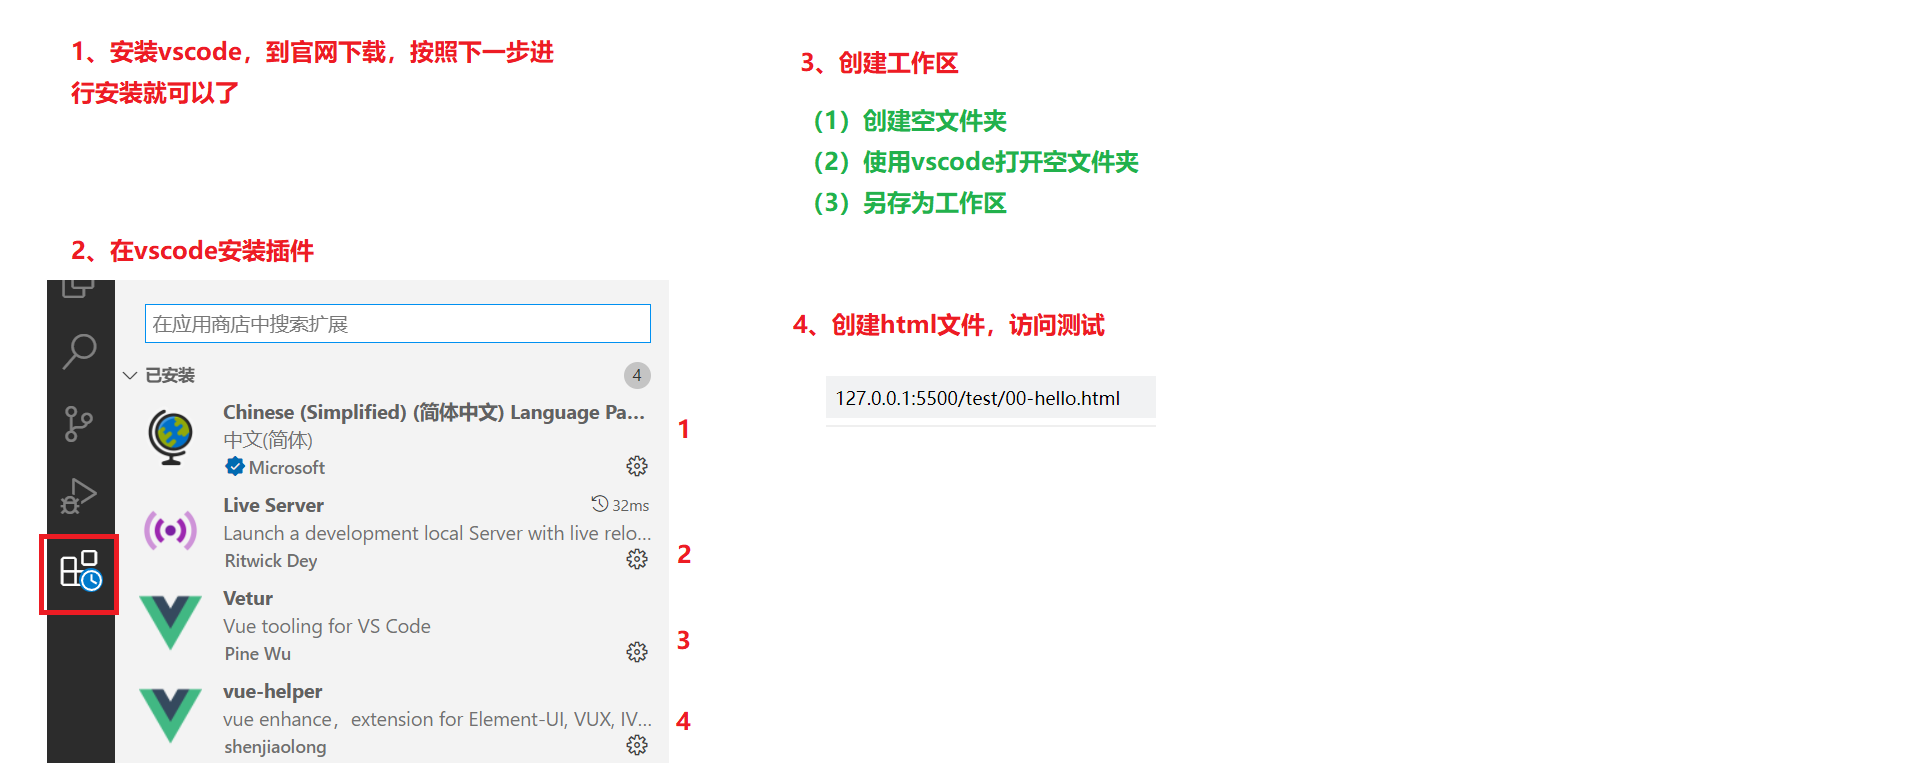 1、安装vscode，到官网下载，按照下一步进
行安装就可以了
2、在vscode安装插件
在应用商店中搜索扩展
已安装 4
Chinese (Simplified) (简体中文) Language Pa...
中文(简体)
Microsoft
1
Live Server 32ms
Launch a development local Server with live relo...
Ritwick Dey
2
Vetur
Vue tooling for VS Code
Pine Wu
3
vue-helper
vue enhance，extension for Element-UI, VUX, IV...
shenjiaolong
4
3、创建工作区
（1）创建空文件夹
（2）使用vscode打开空文件夹
（3）另存为工作区
4、创建html文件，访问测试
127.0.0.1:5500/test/00-hello.html